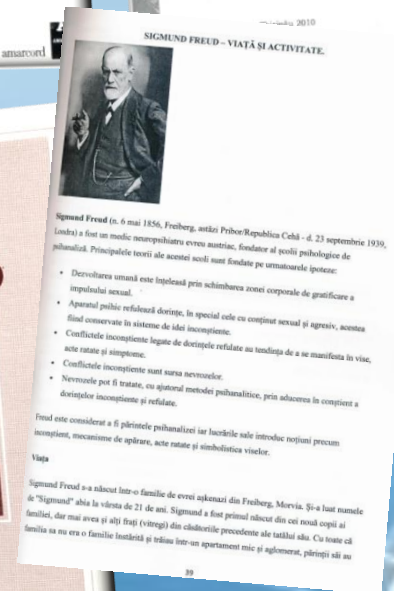 2010
amarcord
SIGMUND FREUD – VIAȚĂ ȘI ACTIVITATE.
Sigmund Freud (n. 6 mai 1856, Freiberg, astăzi Pribor/Republica Cehă - d. 23 septembrie 1939,
Londra) a fost un medic neuropsihiatru evreu austriac, fondator al școlii psihologice de
psihanaliză. Principalele teorii ale acestei scoli sunt fondate pe urmatoarele ipoteze:
• Dezvoltarea umană este înțeleasă prin schimbarea zonei corporale de gratificare a
impulsului sexual.
• Aparatul psihic refulează dorințe, în special cele cu conținut sexual și agresiv, acestea
fiind conservate în sisteme de idei inconștiente.
• Conflictele inconștiente legate de dorințele refulate au tendința de a se manifesta în vise,
acte ratate și simptome.
• Conflictele inconștiente sunt sursa nevrozelor.
• Nevrozele pot fi tratate, cu ajutorul metodei psihanalitice, prin aducerea în conștient a
dorințelor inconștiente și refulate.
Freud este considerat a fi părintele psihanalizei iar lucrările sale introduc noțiuni precum
inconștient, mecanisme de apărare, acte ratate și simbolistica viselor.
Viața
Sigmund Freud s-a născut într-o familie de evrei așkenazi din Freiberg, Morvia. Și-a luat numele
de "Sigmund" abia la vârsta de 21 de ani. Sigmund a fost primul născut din cei nouă copii ai
familiei, dar mai avea și alți frați (vitregi) din căsătoriile precedente ale tatălui său. Cu toate că
familia sa nu era o familie înstărită și trăiau într-un apartament mic și aglomerat, părinții săi au
39